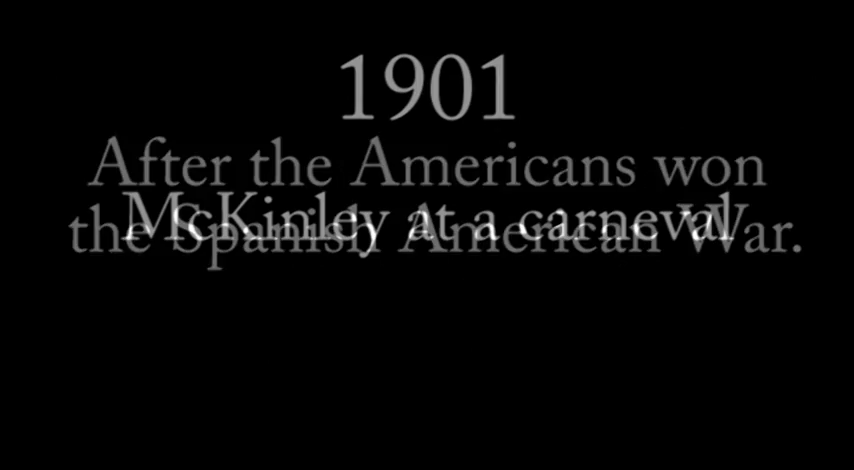 1901
After the Americans won
the Spanish American War.
McKinley at a carneval